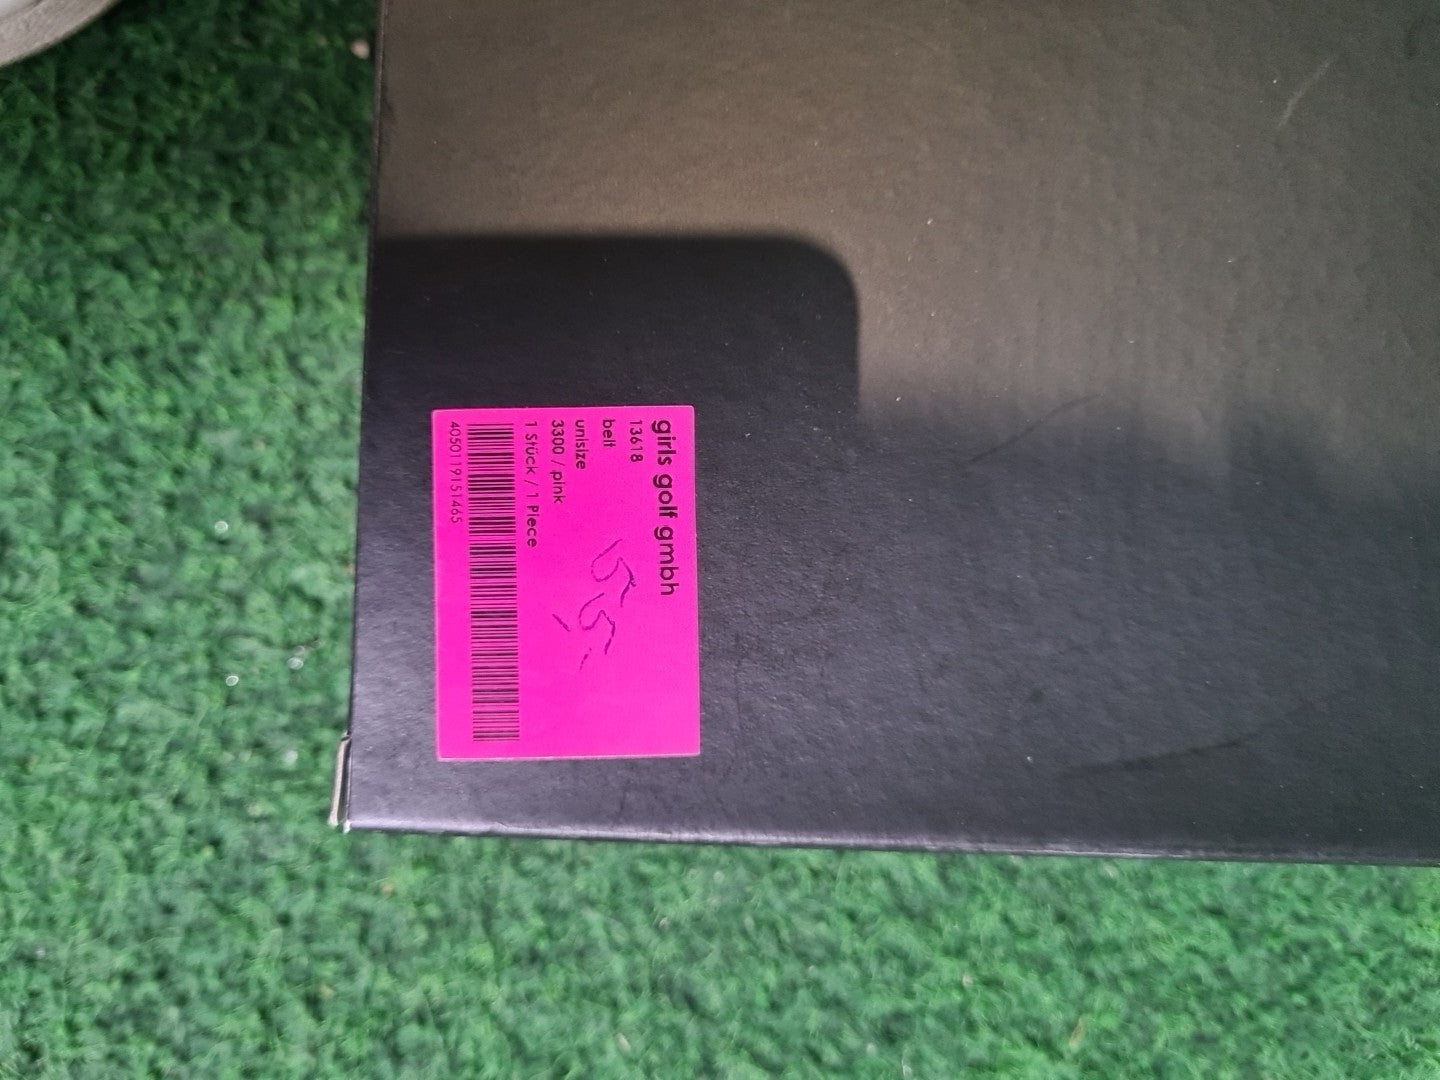 girls golf gmbh
13618
belt
unisize
3300 / pink
1 Stück / 1 Piece
4050119151465